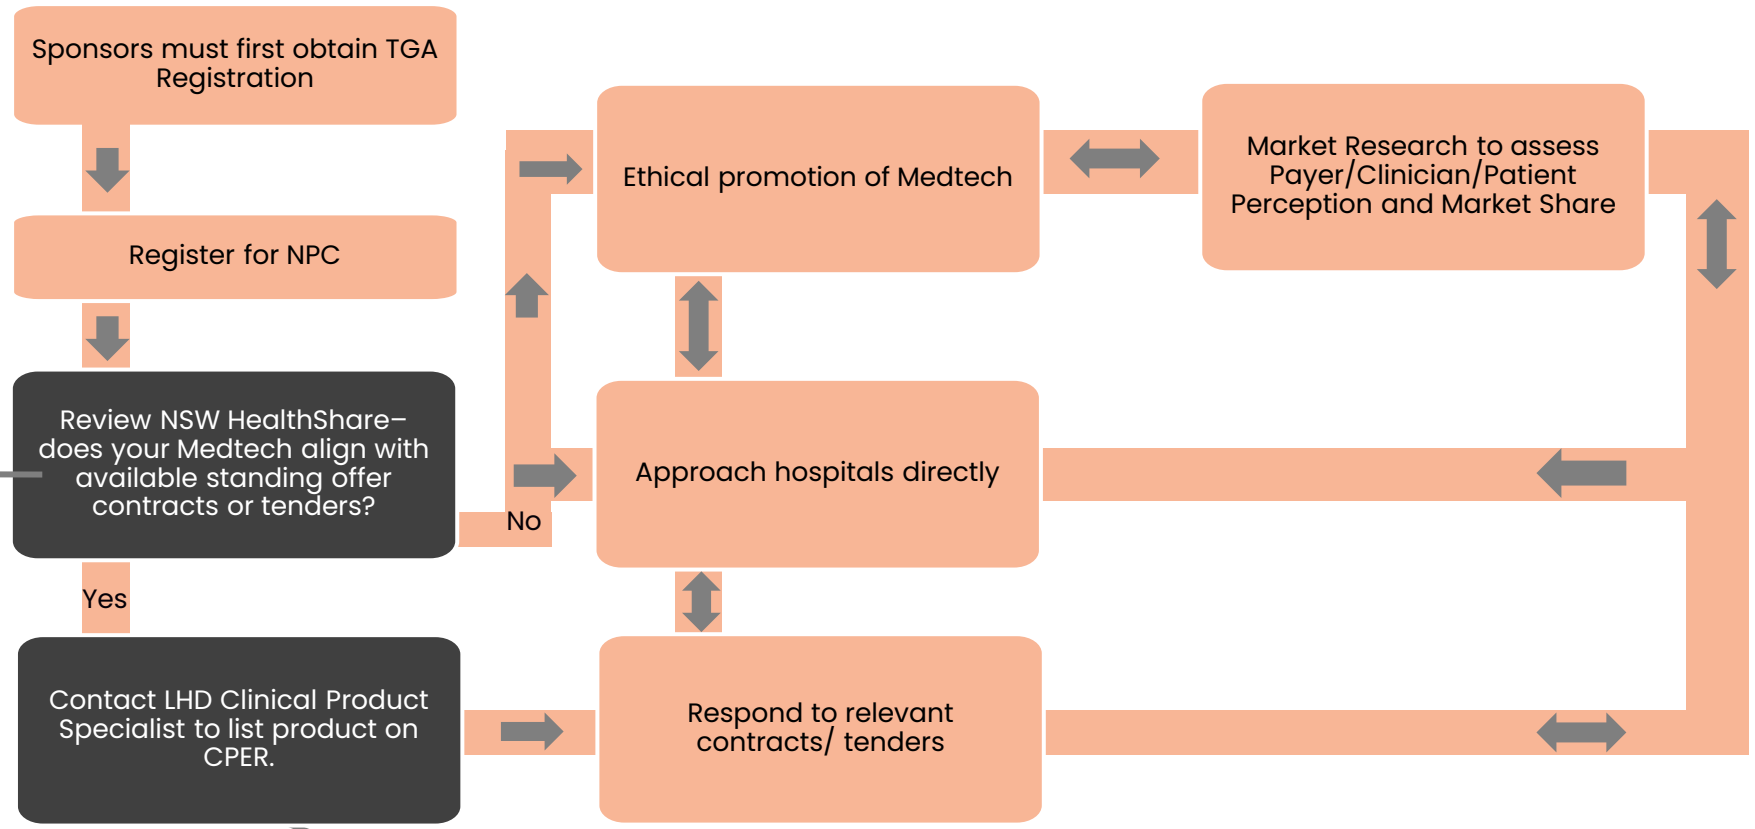 Sponsors must first obtain TGA
Registration
Register for NPC
Review NSW HealthShare–
does your Medtech align with
available standing offer
contracts or tenders?
No
Yes
Contact LHD Clinical Product
Specialist to list product on
CPER.
Ethical promotion of Medtech
Approach hospitals directly
Respond to relevant
contracts/ tenders
Market Research to assess
Payer/Clinician/Patient
Perception and Market Share